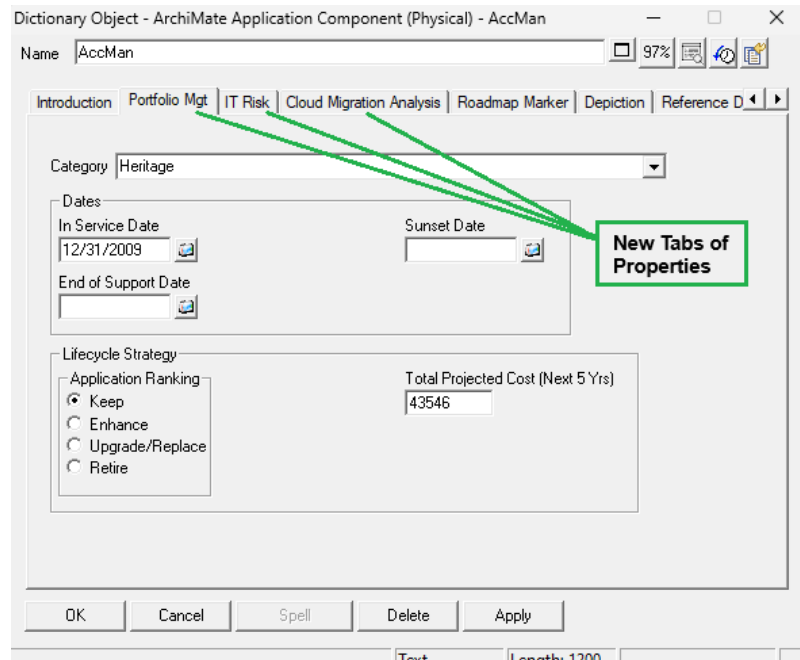 Dictionary Object - ArchiMate Application Component (Physical) - AccMan
Name AccMan 97%
Introduction Portfolio Mgt IT Risk Cloud Migration Analysis Roadmap Marker Depiction Reference D
Category Heritage
Dates
In Service Date Sunset Date
12/31/2009
End of Support Date
New Tabs of
Properties
Lifecycle Strategy
Application Ranking Total Projected Cost (Next 5 Yrs)
Keep 43546
Enhance
Upgrade/Replace
Retire
OK Cancel Spell Delete Apply
Text Length: 1200